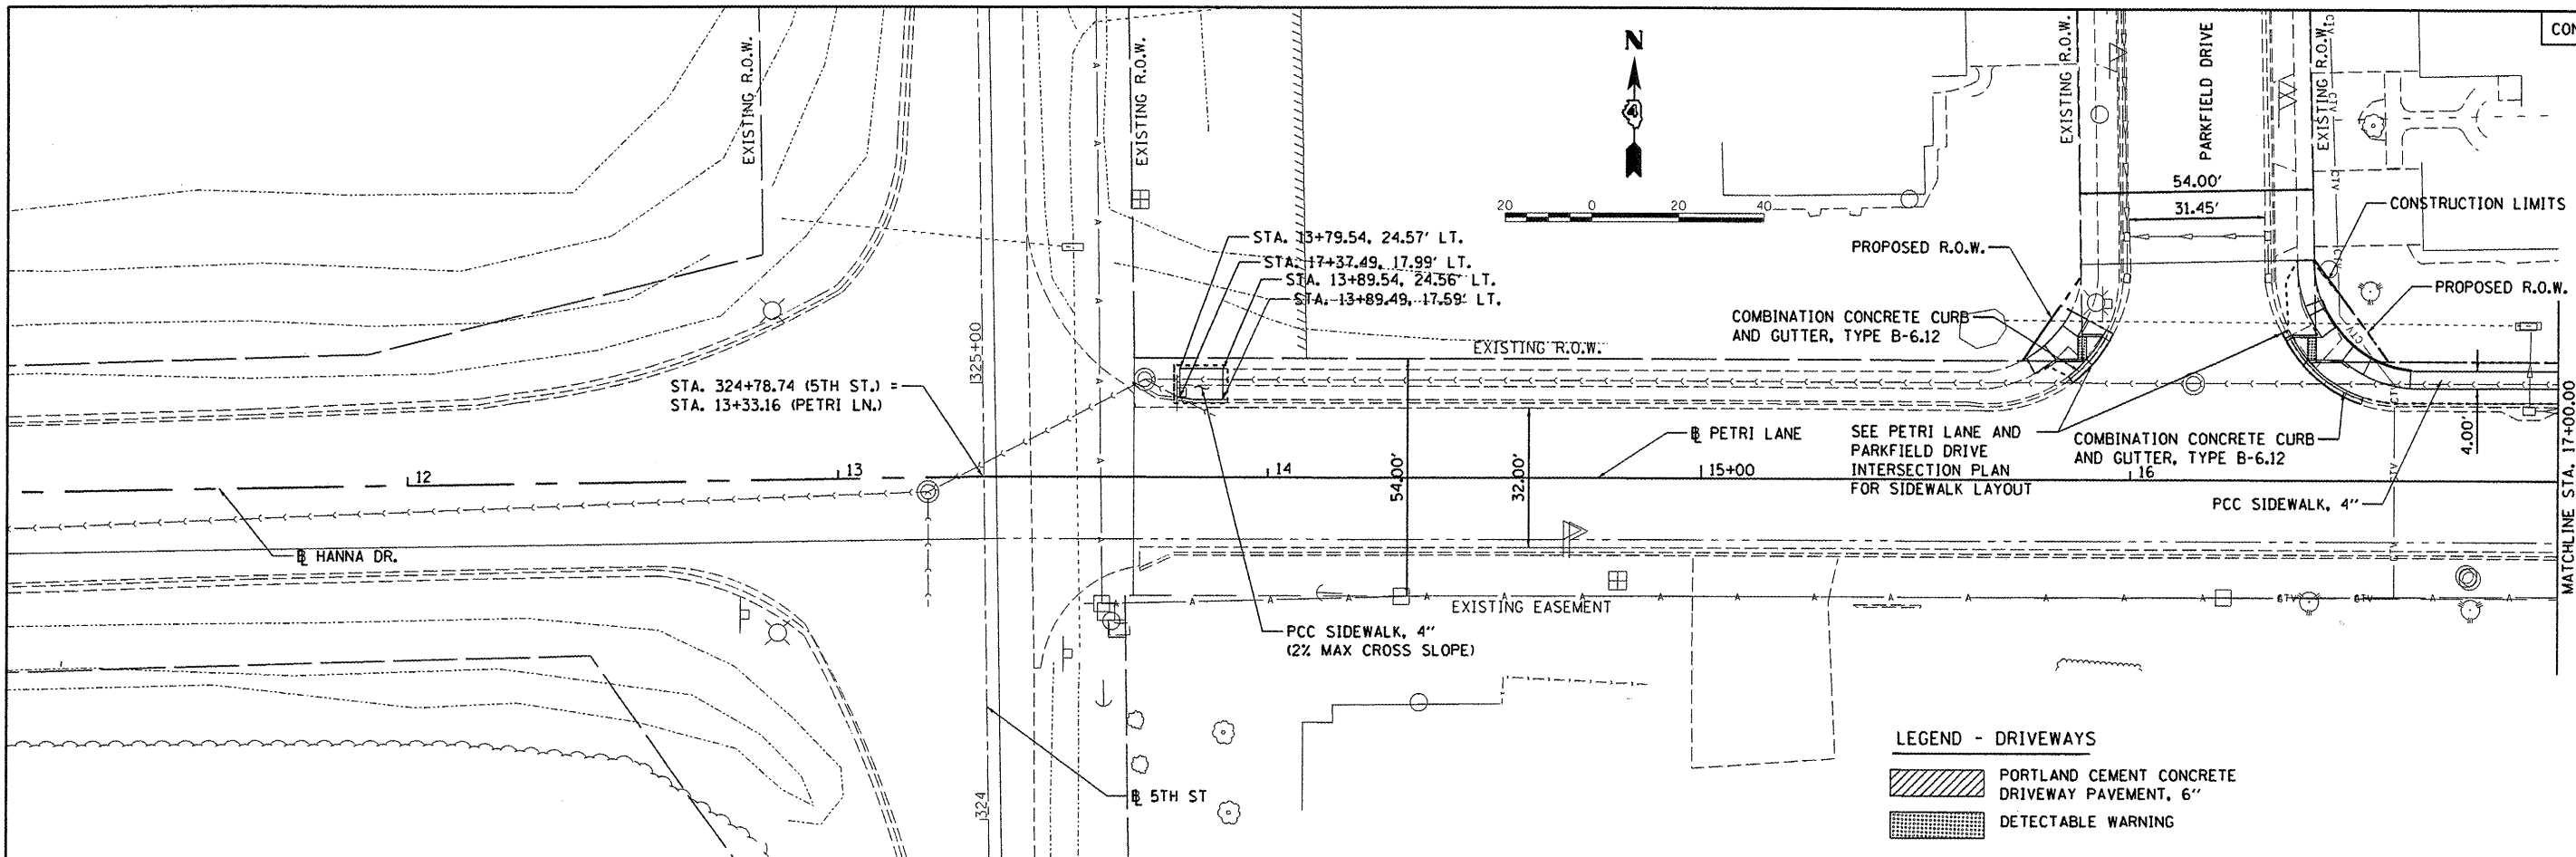 CON
EXISTING R.O.W.
EXISTING R.O.W.
EXISTING R.O.W.
PARKFIELD DRIVE
EXISTING R.O.W.
CTV
CTV
CTV
CTV
N
4
20 0 20 40
54.00'
31.45'
CONSTRUCTION LIMITS
PROPOSED R.O.W.
PROPOSED R.O.W.
STA. 13+79.54, 24.57' LT.
STA. 17+37.49, 17.99' LT.
STA. 13+89.54, 24.56' LT.
STA. 13+89.49, 17.59' LT.
COMBINATION CONCRETE CURB
AND GUTTER, TYPE B-6.12
EXISTING R.O.W.
325+00
STA. 324+78.74 (5TH ST.) =
STA. 13+33.16 (PETRI LN.)
℄ PETRI LANE
SEE PETRI LANE AND
PARKFIELD DRIVE
INTERSECTION PLAN
FOR SIDEWALK LAYOUT
COMBINATION CONCRETE CURB
AND GUTTER, TYPE B-6.12
4.00'
MATCHLINE STA. 17+00.00
12
13
14
15+00
16
54.00'
32.00'
PCC SIDEWALK, 4"
℄ HANNA DR.
EXISTING EASEMENT
CTV
CTV
PCC SIDEWALK, 4"
(2% MAX CROSS SLOPE)
324
℄ 5TH ST
LEGEND - DRIVEWAYS
PORTLAND CEMENT CONCRETE
DRIVEWAY PAVEMENT, 6"
DETECTABLE WARNING